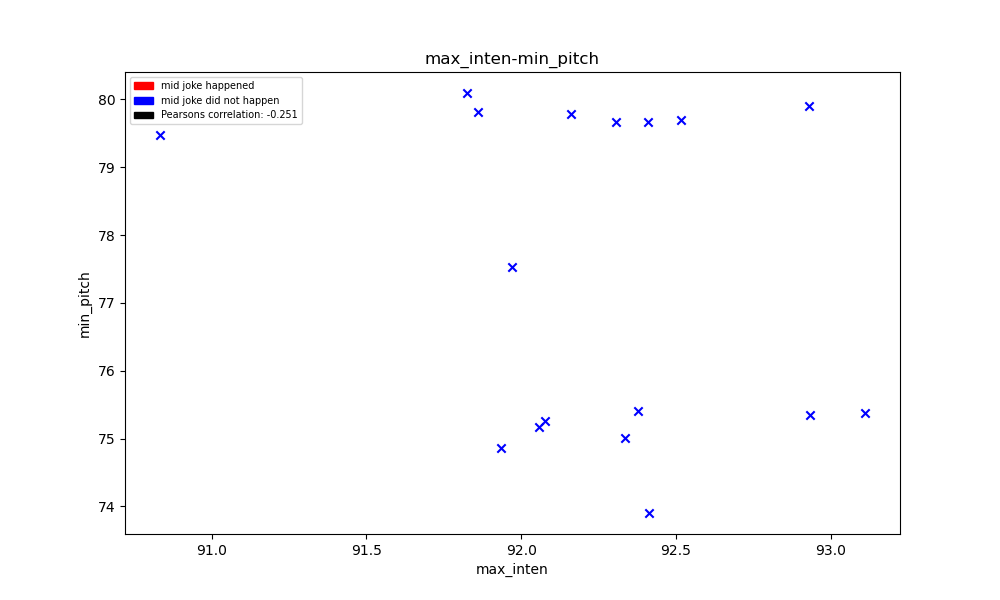 max_inten-min_pitch
mid joke happened
mid joke did not happen
Pearsons correlation: -0.251
80
79
78
77
76
75
74
min_pitch
91.0
91.5
92.0
92.5
93.0
max_inten